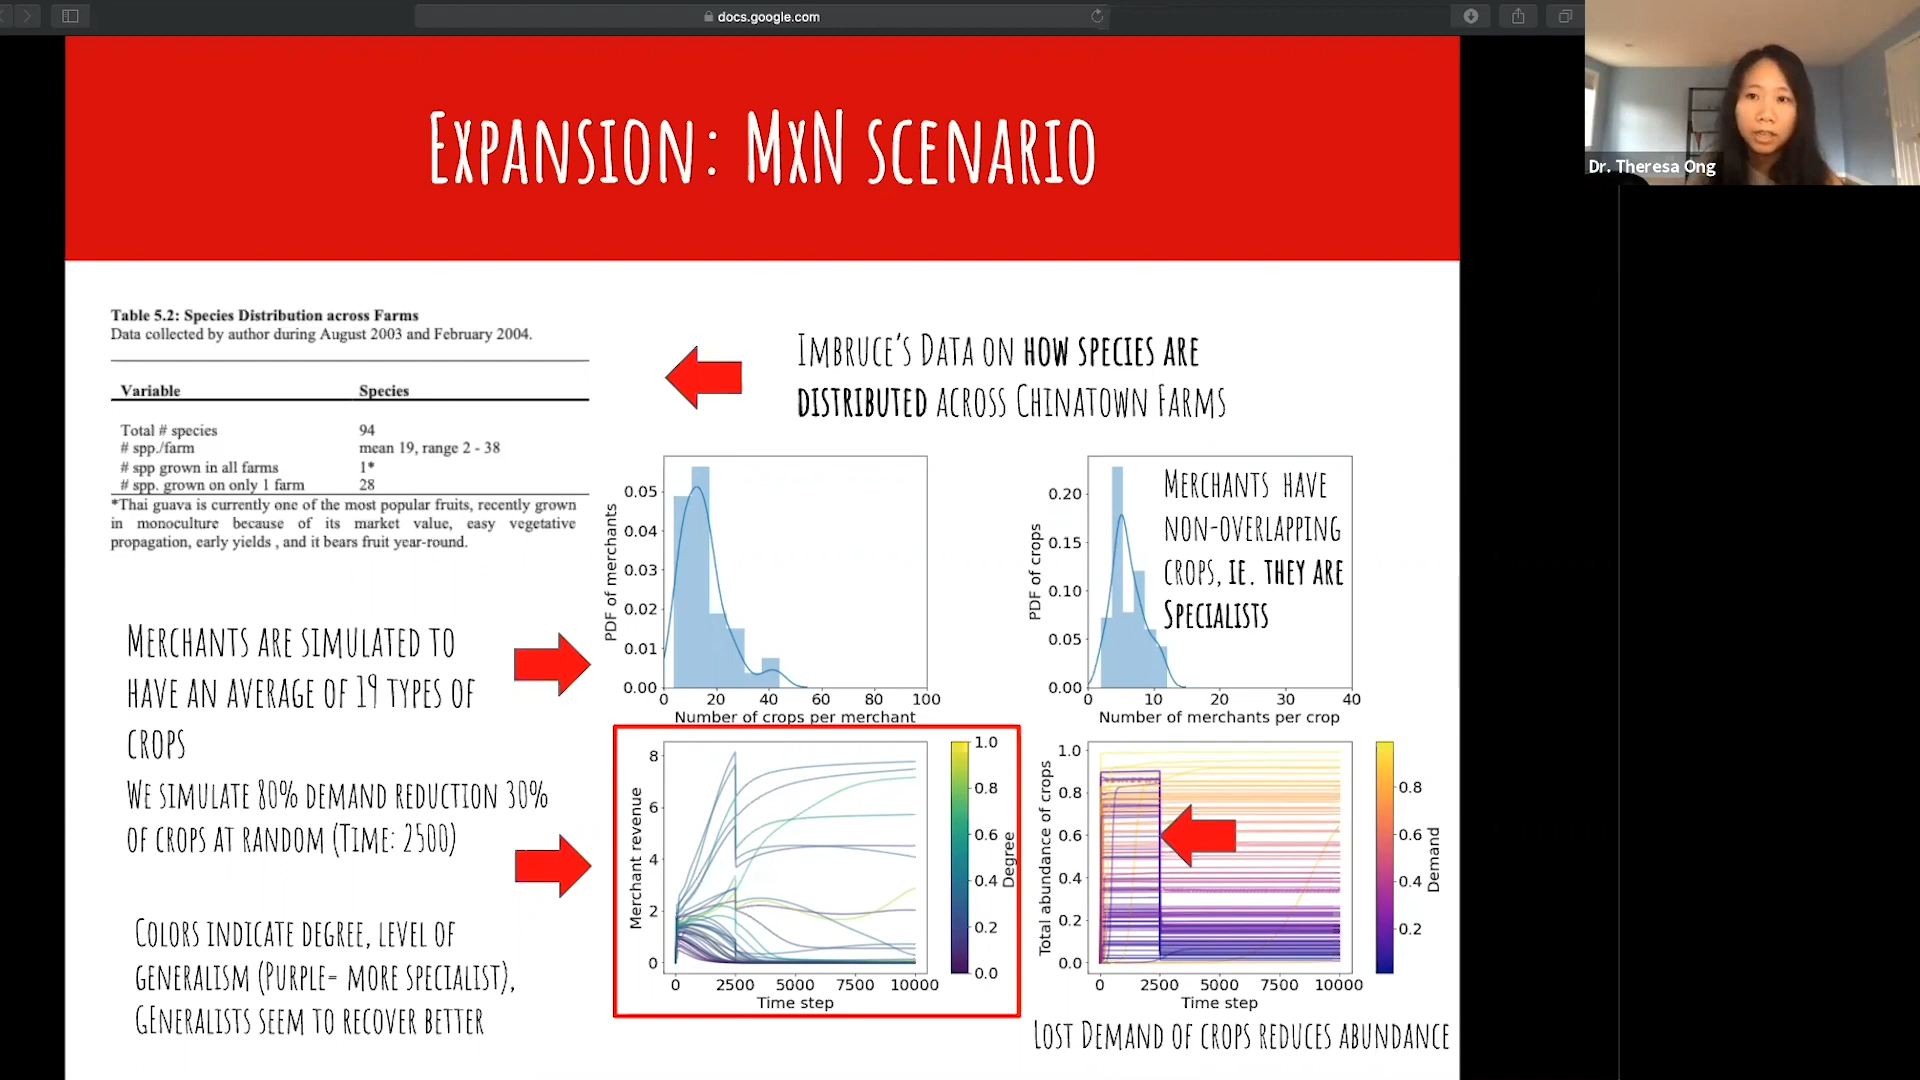 docs.google.com
Dr. Theresa Ong
Expansion: MxN scenario
Table 5.2: Species Distribution across Farms
Data collected by author during August 2003 and February 2004.
Variable Species
Total # species 94
# spp./farm mean 19, range 2 - 38
# spp grown in all farms 1*
# spp. grown on only 1 farm 28
*Thai guava is currently one of the most popular fruits, recently grown
in monoculture because of its market value, easy vegetative
propagation, early yields , and it bears fruit year-round.
Imbruce's Data on how species are
distributed across Chinatown Farms
Merchants are simulated to
have an average of 19 types of
crops
We simulate 80% demand reduction 30%
of crops at random (Time: 2500)
Colors indicate degree, level of
generalism (Purple= more specialist),
Generalists seem to recover better
PDF of merchants
0.05
0.04
0.03
0.02
0.01
0.00
0 20 40 60 80 100
Number of crops per merchant
PDF of crops
0.20
0.15
0.10
0.05
0.00
0 10 20 30 40
Number of merchants per crop
Merchants have
non-overlapping
crops, ie. they are
Specialists
Merchant revenue
8
6
4
2
0
0 2500 5000 7500 10000
Time step
1.0
0.8
0.6
0.4
0.2
0.0
Degree
Total abundance of crops
1.0
0.8
0.6
0.4
0.2
0.0
0 2500 5000 7500 10000
Time step
0.8
0.6
0.4
0.2
Demand
Lost Demand of crops reduces abundance